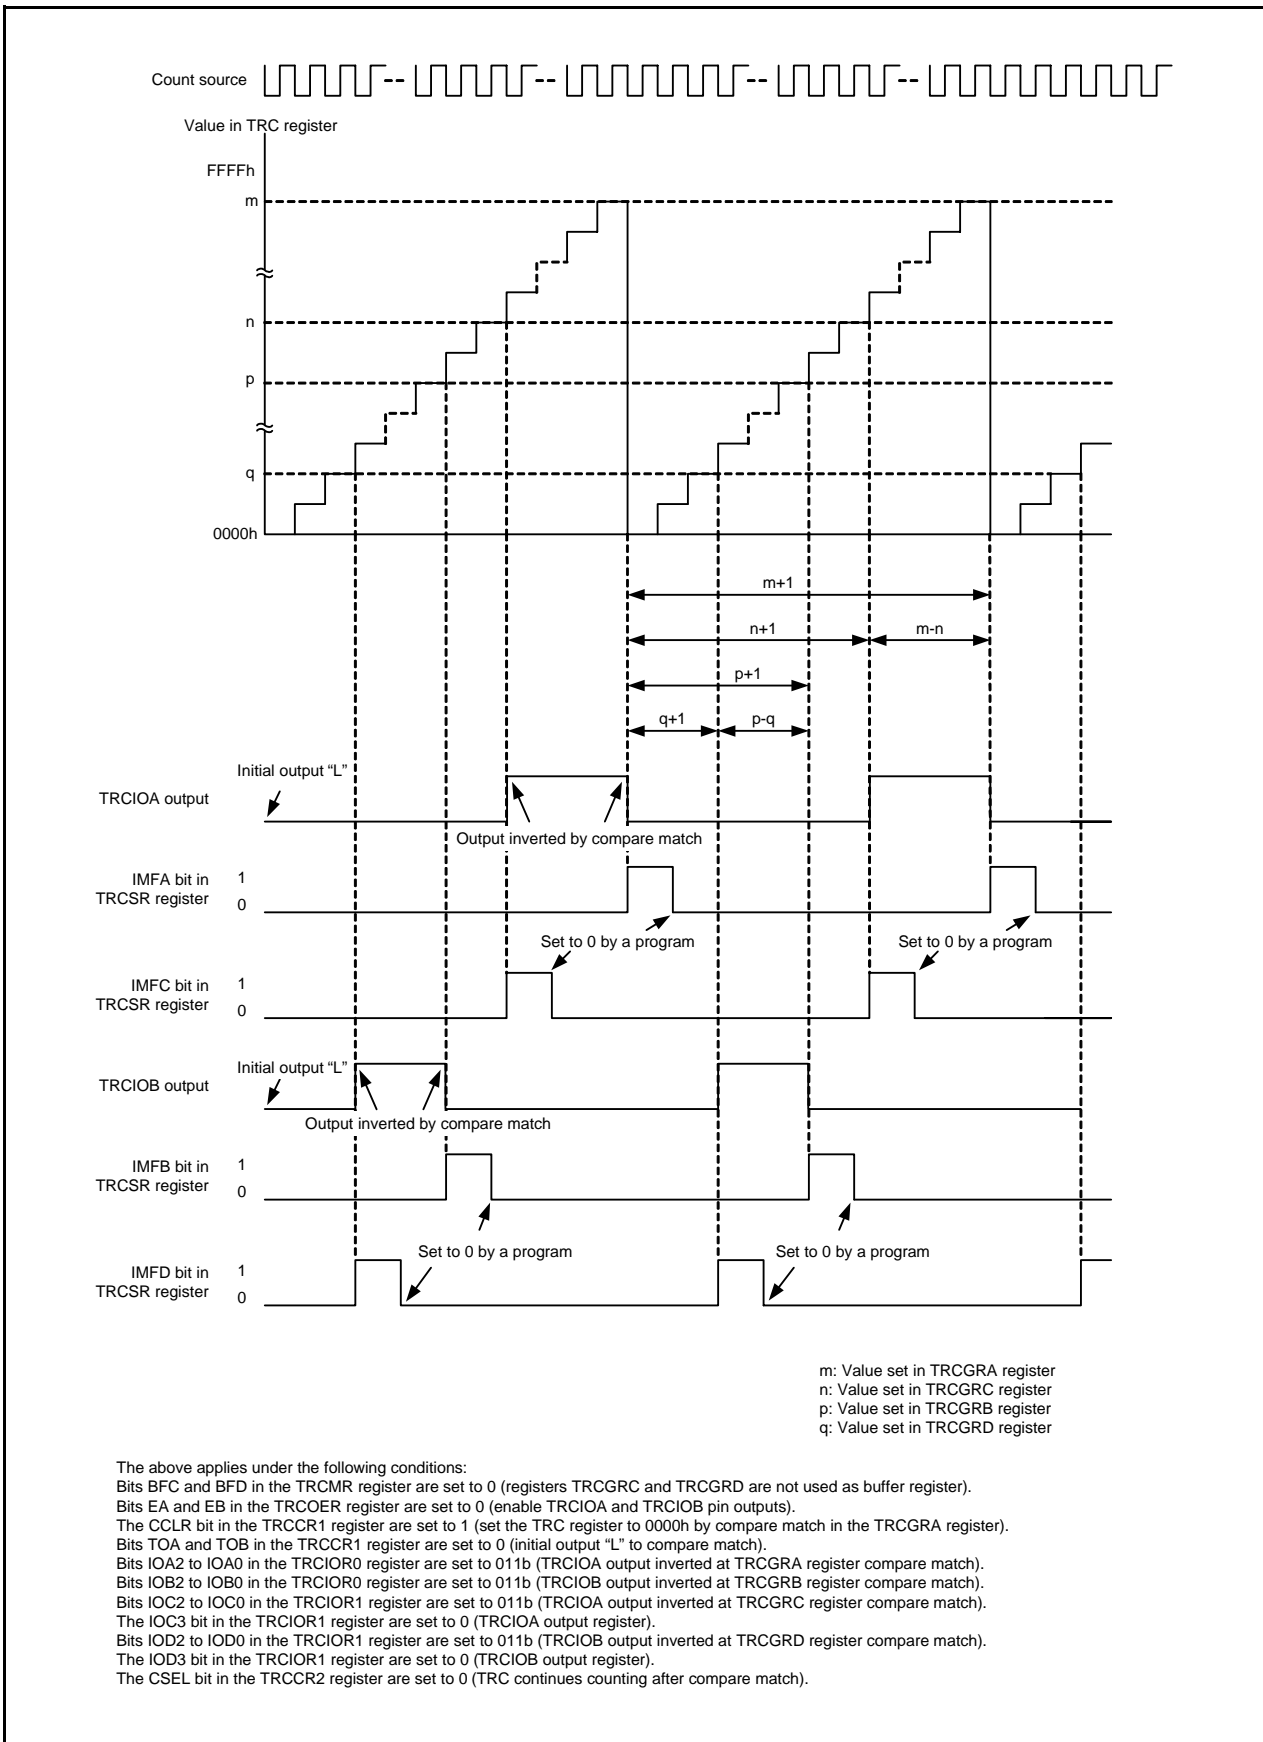 Count source
Value in TRC register
FFFFh
m
n
p
q
0000h
m+1
n+1
m-n
p+1
q+1
p-q
Initial output “L”
TRCIOA output
Output inverted by compare match
IMFA bit in
TRCSR register
1
0
Set to 0 by a program
Set to 0 by a program
IMFC bit in
TRCSR register
1
0
Initial output “L”
TRCIOB output
Output inverted by compare match
IMFB bit in
TRCSR register
1
0
Set to 0 by a program
Set to 0 by a program
IMFD bit in
TRCSR register
1
0
m: Value set in TRCGRA register
n: Value set in TRCGRC register
p: Value set in TRCGRB register
q: Value set in TRCGRD register
The above applies under the following conditions:
Bits BFC and BFD in the TRCMR register are set to 0 (registers TRCGRC and TRCGRD are not used as buffer register).
Bits EA and EB in the TRCOER register are set to 0 (enable TRCIOA and TRCIOB pin outputs).
The CCLR bit in the TRCCR1 register are set to 1 (set the TRC register to 0000h by compare match in the TRCGRA register).
Bits TOA and TOB in the TRCCR1 register are set to 0 (initial output “L” to compare match).
Bits IOA2 to IOA0 in the TRCIOR0 register are set to 011b (TRCIOA output inverted at TRCGRA register compare match).
Bits IOB2 to IOB0 in the TRCIOR0 register are set to 011b (TRCIOB output inverted at TRCGRB register compare match).
Bits IOC2 to IOC0 in the TRCIOR1 register are set to 011b (TRCIOA output inverted at TRCGRC register compare match).
The IOC3 bit in the TRCIOR1 register are set to 0 (TRCIOA output register).
Bits IOD2 to IOD0 in the TRCIOR1 register are set to 011b (TRCIOB output inverted at TRCGRD register compare match).
The IOD3 bit in the TRCIOR1 register are set to 0 (TRCIOB output register).
The CSEL bit in the TRCCR2 register are set to 0 (TRC continues counting after compare match).